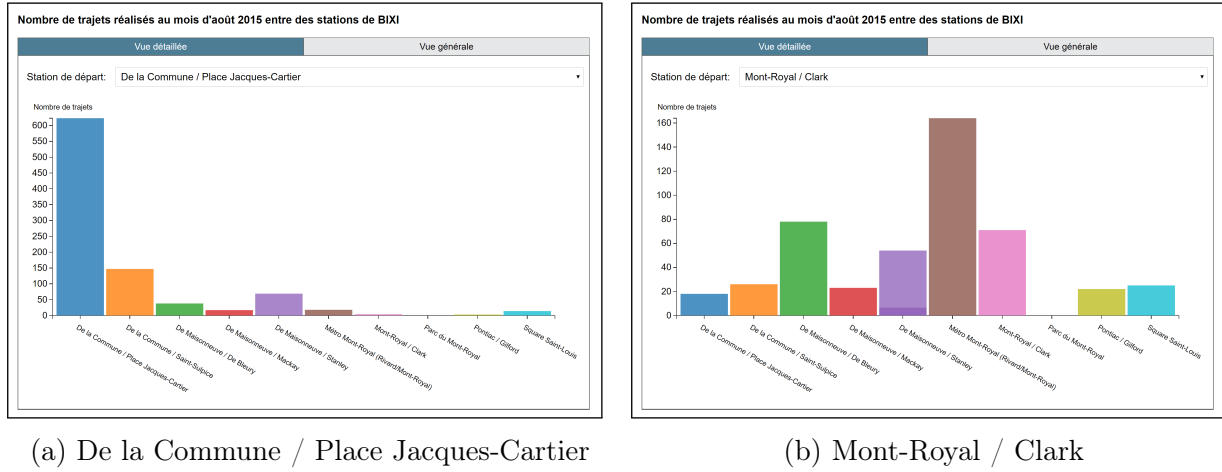 Nombre de trajets réalisés au mois d'août 2015 entre des stations de BIXI
Vue détaillée
Vue générale
Station de départ:
De la Commune / Place Jacques-Cartier
Nombre de trajets
600
550
500
450
400
350
300
250
200
150
100
50
0
De la Commune / Place Jacques-Cartier
De la Commune / Saint-Sulpice
De Maisonneuve / De Bleury
De Maisonneuve / Mackay
De Maisonneuve / Stanley
Métro Mont-Royal (Rivard/Mont-Royal)
Mont-Royal / Clark
Parc du Mont-Royal
Pontiac / Gilford
Square Saint-Louis
(a) De la Commune / Place Jacques-Cartier
Nombre de trajets réalisés au mois d'août 2015 entre des stations de BIXI
Vue détaillée
Vue générale
Station de départ:
Mont-Royal / Clark
Nombre de trajets
160
140
120
100
80
60
40
20
0
De la Commune / Place Jacques-Cartier
De la Commune / Saint-Sulpice
De Maisonneuve / De Bleury
De Maisonneuve / Mackay
De Maisonneuve / Stanley
Métro Mont-Royal (Rivard/Mont-Royal)
Mont-Royal / Clark
Parc du Mont-Royal
Pontiac / Gilford
Square Saint-Louis
(b) Mont-Royal / Clark